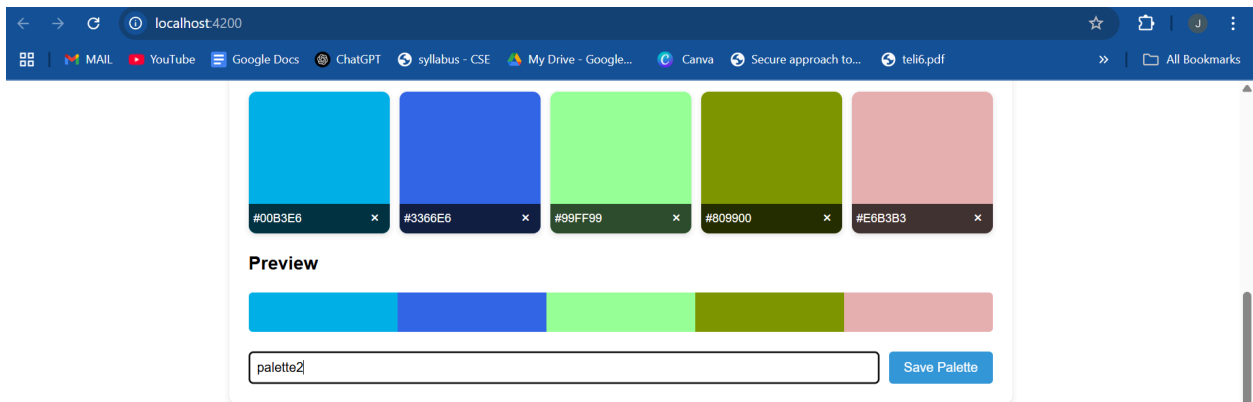 localhost:4200
J
MAIL YouTube Google Docs ChatGPT syllabus - CSE My Drive - Google... Canva Secure approach to... teli6.pdf » All Bookmarks
#00B3E6 × #3366E6 × #99FF99 × #809900 × #E6B3B3 ×
Preview
palette2 Save Palette